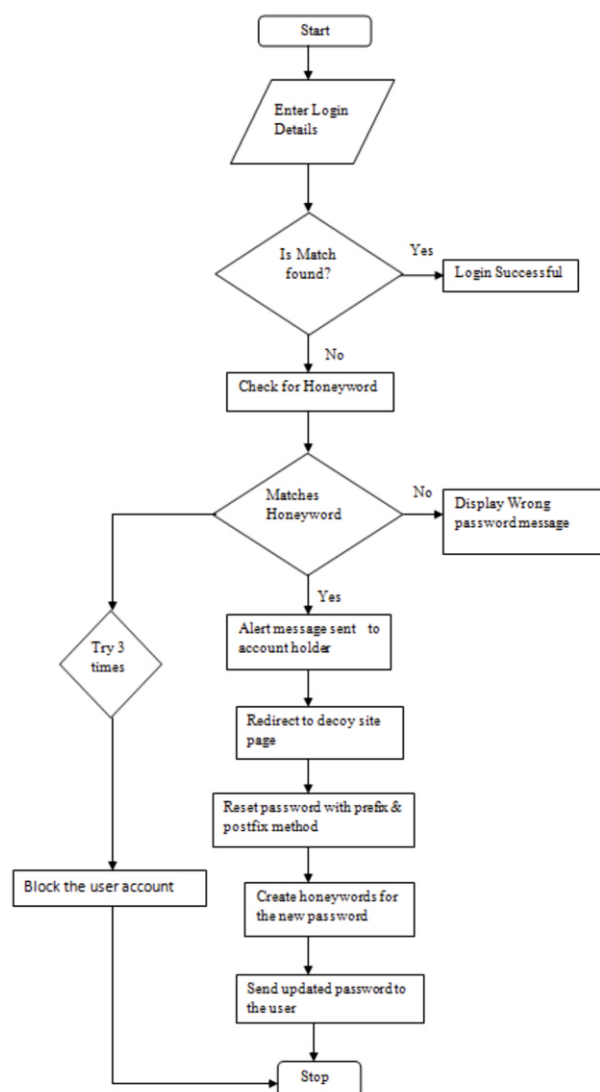 Start
Enter Login
Details
Is Match
found?
Yes
Login Successful
No
Check for Honeyword
Matches
Honeyword
No
Display Wrong
password message
Yes
Alert message sent to
account holder
Try 3
times
Redirect to decoy site
page
Reset password with prefix &
postfix method
Block the user account
Create honeywords for
the new password
Send updated password to
the user
Stop